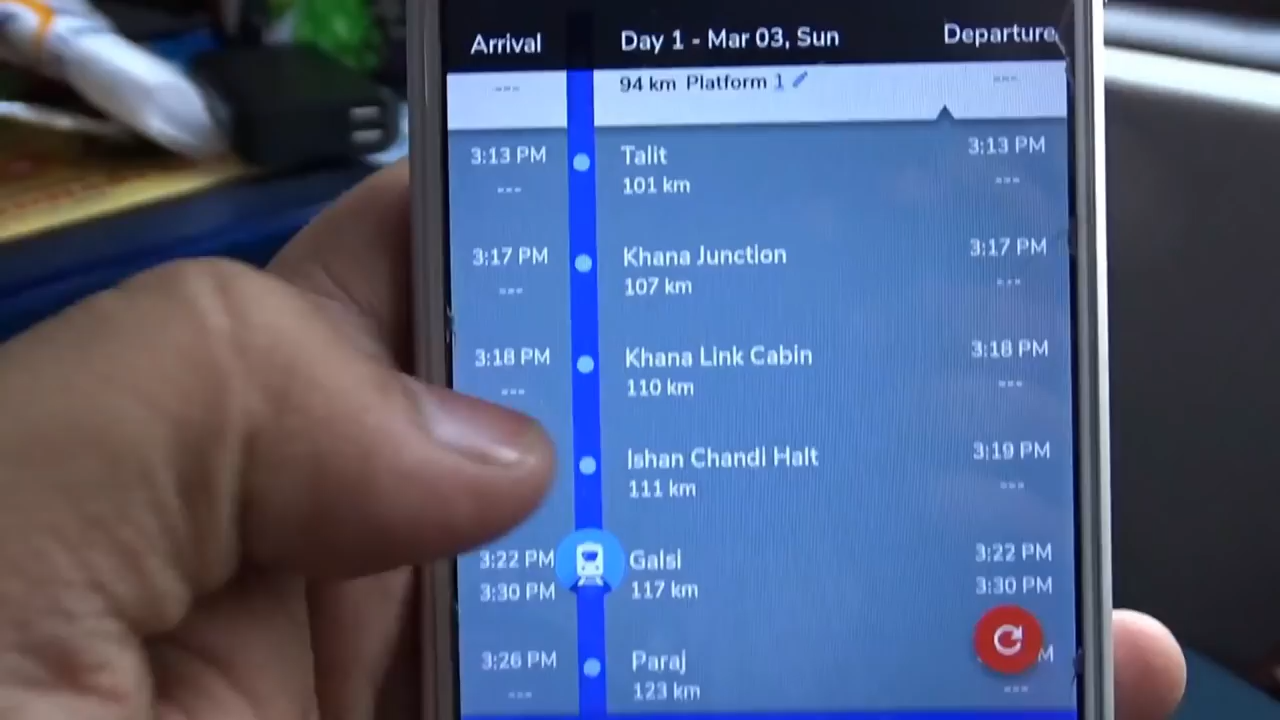 Arrival Day 1 - Mar 03, Sun Departure
--- 94 km Platform 1 ---
3:13 PM Talit 3:13 PM
--- 101 km ---
3:17 PM Khana Junction 3:17 PM
--- 107 km ---
3:18 PM Khana Link Cabin 3:18 PM
--- 110 km ---
Ishan Chandi Halt 3:19 PM
111 km ---
3:22 PM Galsi 3:22 PM
3:30 PM 117 km 3:30 PM
3:26 PM Paraj M
--- 123 km ---